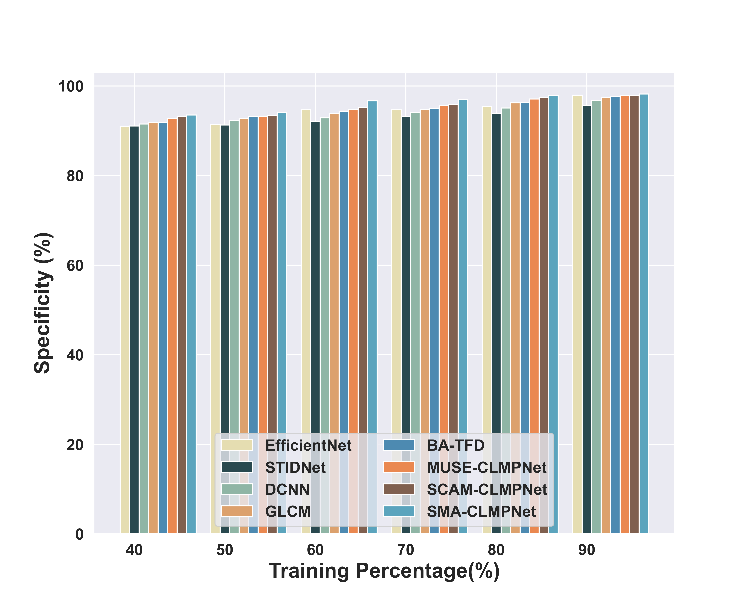 100
80
60
40
20
0
Specificity (%)
EfficientNet
STIDNet
DCNN
GLCM
BA-TFD
MUSE-CLMPNet
SCAM-CLMPNet
SMA-CLMPNet
40 50 60 70 80 90
Training Percentage(%)